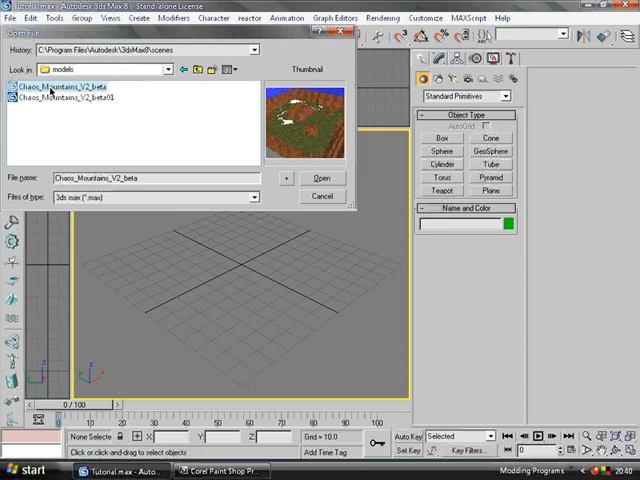 Tutorial.max - Autodesk 3ds Max 8 - Stand-alone License
File Edit Tools Group Views Create Modifiers Character reactor Animation Graph Editors Rendering Customize MAXScript Help
Open File
History: C:\Program Files\Autodesk\3dsMax8\scenes
Look in: models
Thumbnail
Chaos_Mountains_V2_beta
Chaos_Mountains_V2_beta01
File name: Chaos_Mountains_V2_beta
+ Open
Files of type: 3ds max (*.max)
Cancel
Standard Primitives
- Object Type
AutoGrid
Box Cone
Sphere GeoSphere
Cylinder Tube
Torus Pyramid
Teapot Plane
- Name and Color
z
x
z
y x
0 / 100
0 10 20 30 40 50 60 70 80 90 100
None Selecte X: Y: Z: Grid = 10.0
Click or click-and-drag to select objects
Add Time Tag
Auto Key Selected
Set Key Key Filters...
0
start
Tutorial.max - Auto...
Corel Paint Shop Pr...
Modding Programs
20:40